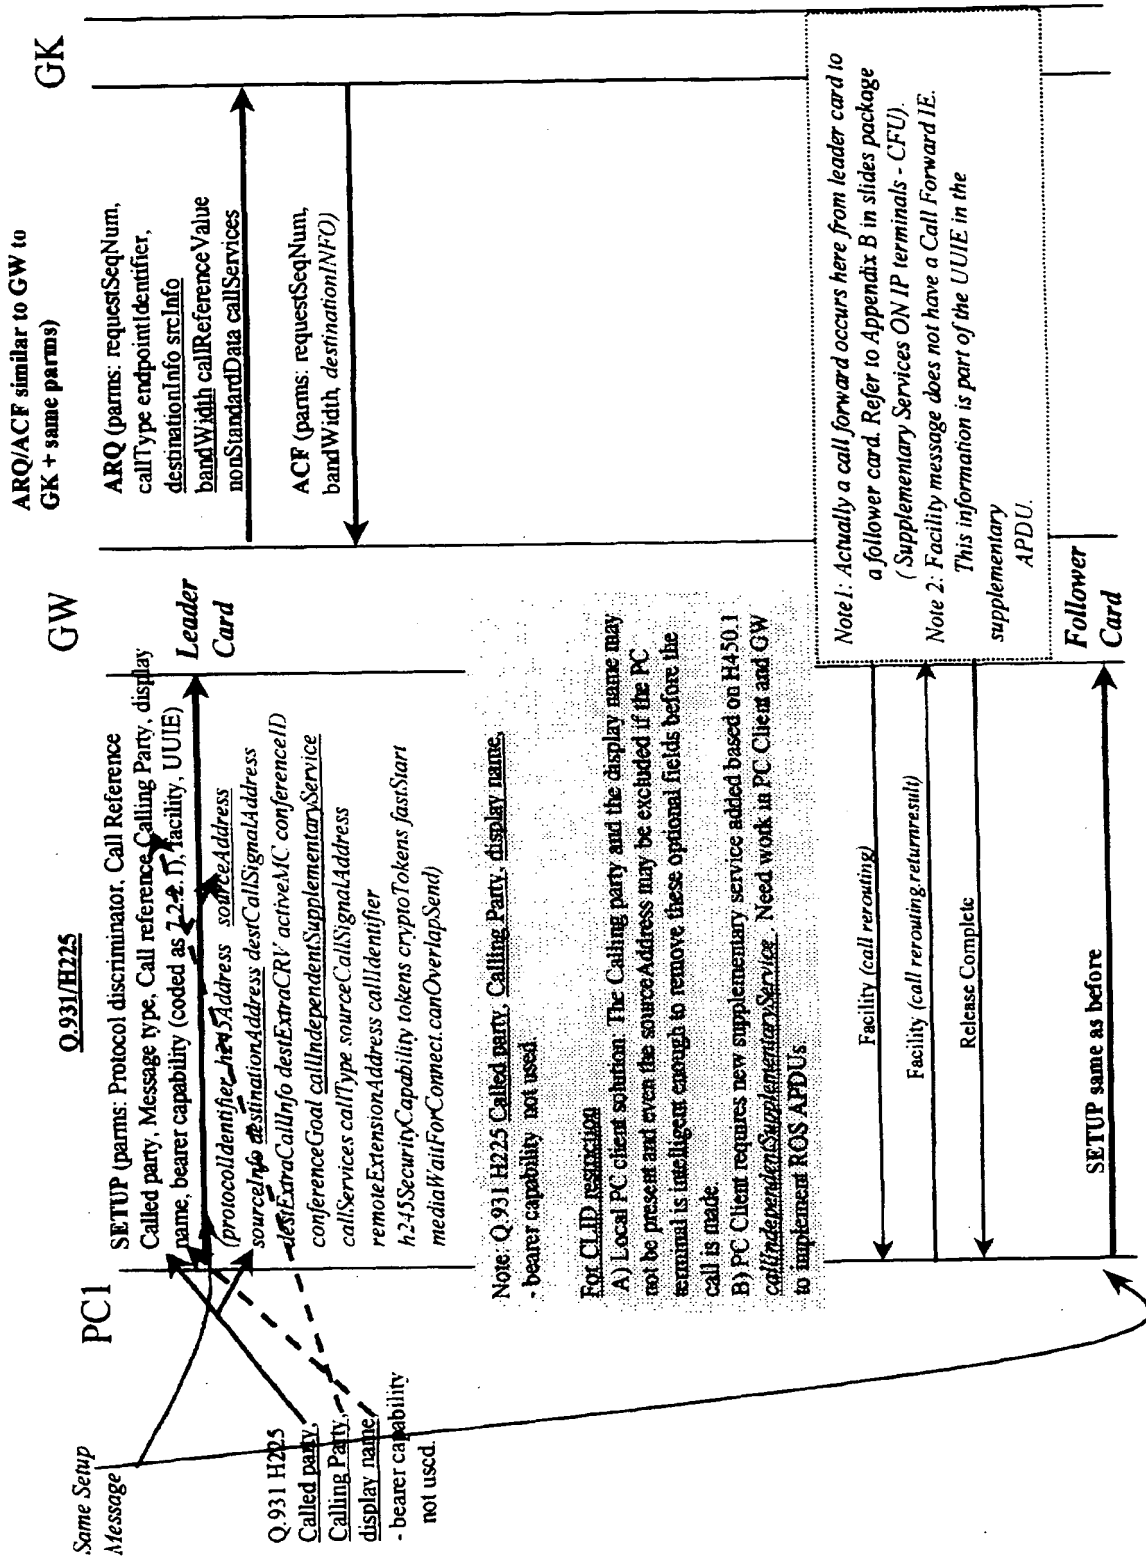 Same Setup
Message
PC1
Q.931/H225
GW
ARQ/ACF similar to GW to
GK + same parms)
GK
SETUP (parms: Protocol discriminator, Call Reference
Called party, Message type, Call reference, Calling Party, display
name, bearer capability (coded as 7.2.2.1), facility, UUIE)
(protocolIdentifier h245Address sourceAddress
sourceInfo destinationAddress destCallSignalAddress
destExtraCallInfo destExtraCRV activeMC conferenceID
conferenceGoal callIndependentSupplementaryService
callServices callType sourceCallSignalAddress
remoteExtensionAddress callIdentifier
h245SecurityCapability tokens cryptoTokens fastStart
mediaWaitForConnect canOverlapSend)
Leader
Card
ARQ (parms: requestSeqNum,
callType endpointIdentifier,
destinationInfo srcInfo
bandWidth callReferenceValue
nonStandardData callServices
ACF (parms: requestSeqNum,
bandWidth, destinationINFO)
Q.931 H225
Called party,
Calling Party,
display name,
- bearer capability
not used.
Note: Q.931 H225 Called party, Calling Party, display name,
- bearer capability not used.
For CLID restriction
A) Local PC client solution: The Calling party and the display name may
not be present and even the sourceAddress may be excluded if the PC
terminal is intelligent enough to remove these optional fields before the
call is made.
B) PC Client requires new supplementary service added based on H450.1
callIndependentSupplementaryService. Need work in PC Client and GW
to implement ROS APDUs
Note1: Actually a call forward occurs here from leader card to
a follower card. Refer to Appendix B in slides package
(Supplementary Services ON IP terminals - CFU).
Note 2: Facility message does not have a Call Forward IE.
This information is part of the UUIE in the
supplementary
APDU.
Facility (call rerouting)
Facility (call rerouting.returnresult)
Release Complete
SETUP same as before
Follower
Card